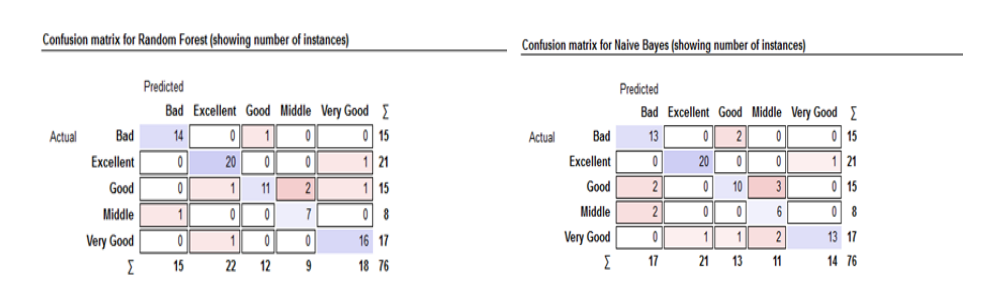 Confusion matrix for Random Forest (showing number of instances)
Predicted
Bad Excellent Good Middle Very Good Σ
Actual Bad 14 0 1 0 0 15
Excellent 0 20 0 0 1 21
Good 0 1 11 2 1 15
Middle 1 0 0 7 0 8
Very Good 0 1 0 0 16 17
Σ 15 22 12 9 18 76
Confusion matrix for Naive Bayes (showing number of instances)
Predicted
Bad Excellent Good Middle Very Good Σ
Actual Bad 13 0 2 0 0 15
Excellent 0 20 0 0 1 21
Good 2 0 10 3 0 15
Middle 2 0 0 6 0 8
Very Good 0 1 1 2 13 17
Σ 17 21 13 11 14 76